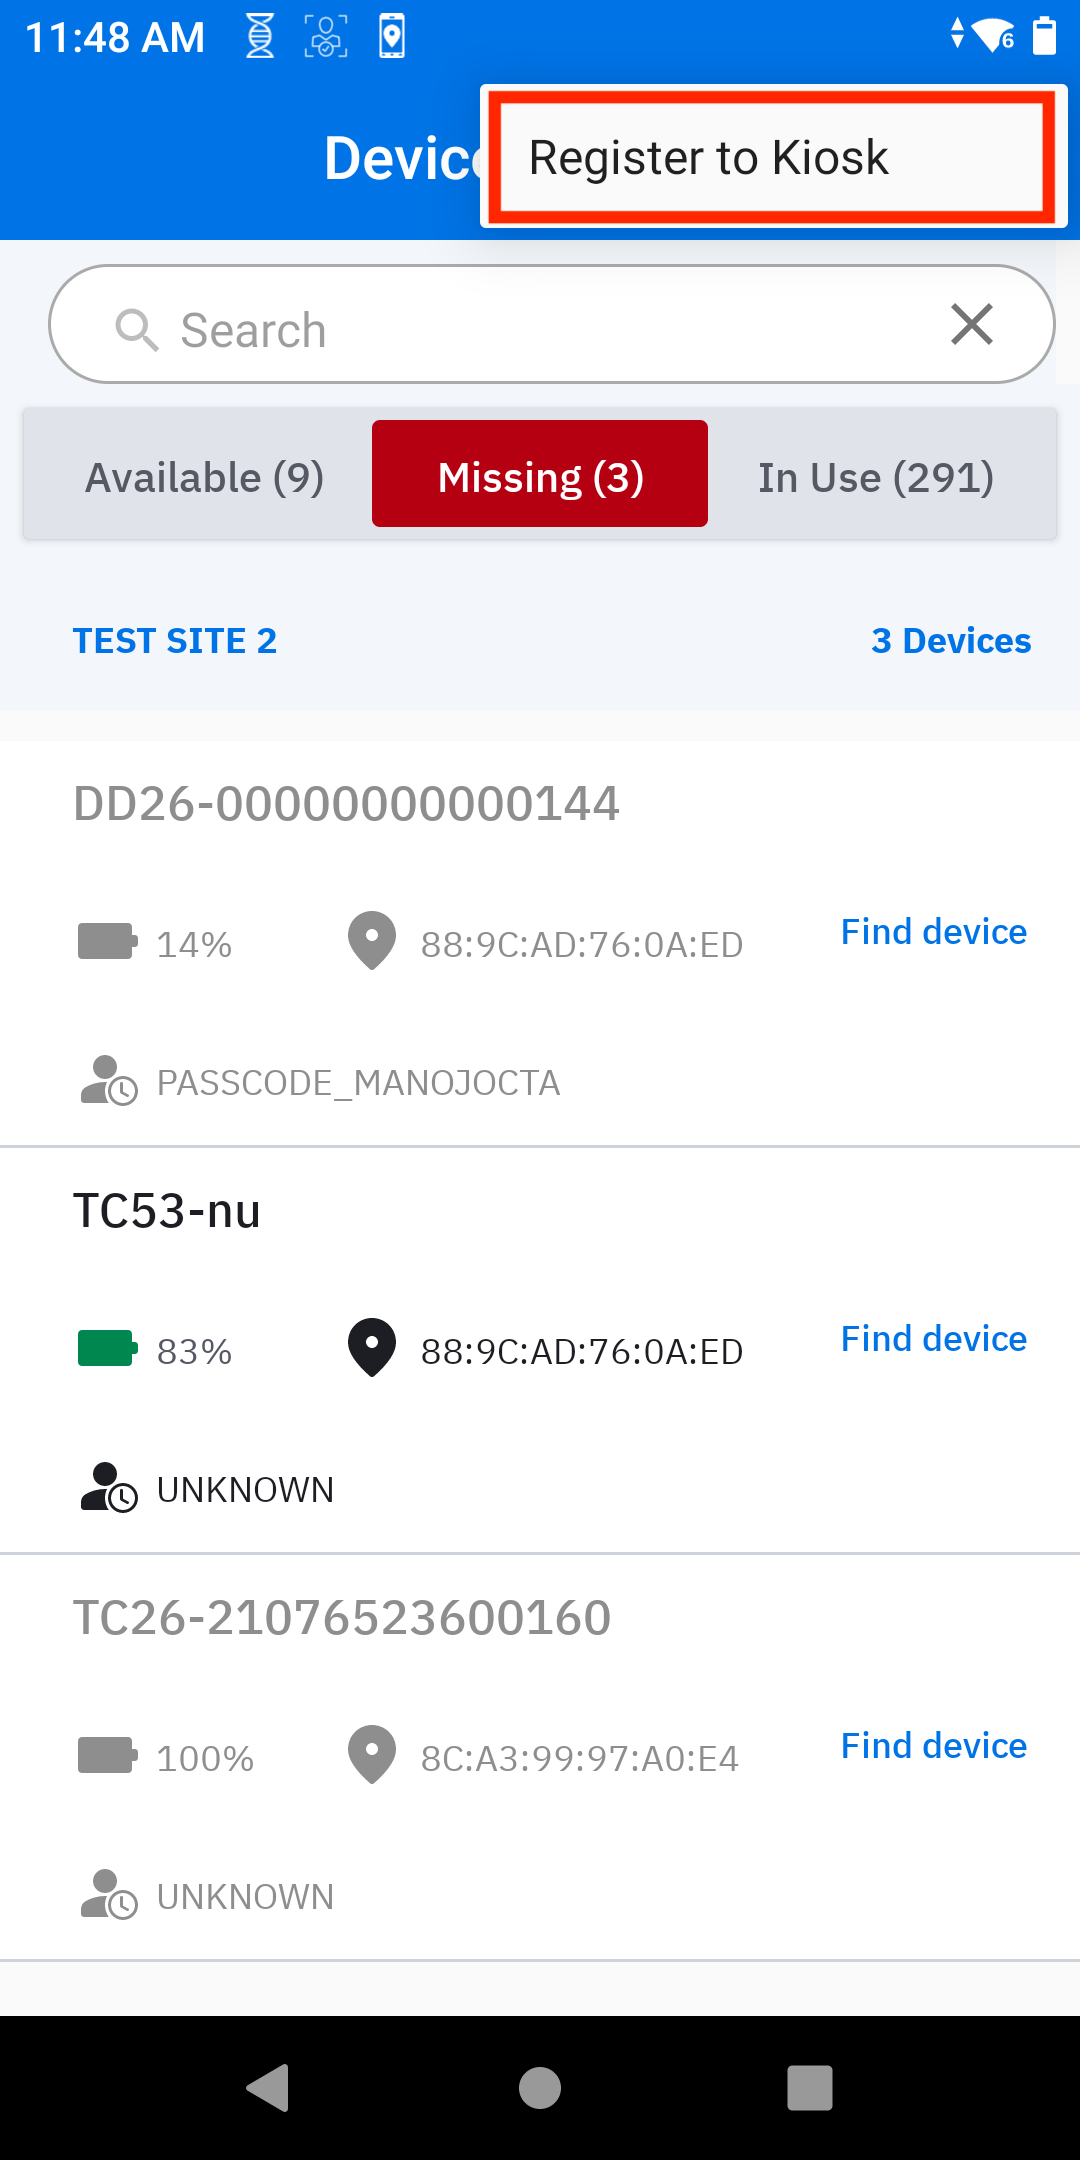 11:48 AM
6
Devic
Register to Kiosk
Search
Available (9) Missing (3) In Use (291)
TEST SITE 2 3 Devices
DD26-00000000000144
14% 88:9C:AD:76:0A:ED Find device
PASSCODE_MANOJOCTA
TC53-nu
83% 88:9C:AD:76:0A:ED Find device
UNKNOWN
TC26-21076523600160
100% 8C:A3:99:97:A0:E4 Find device
UNKNOWN